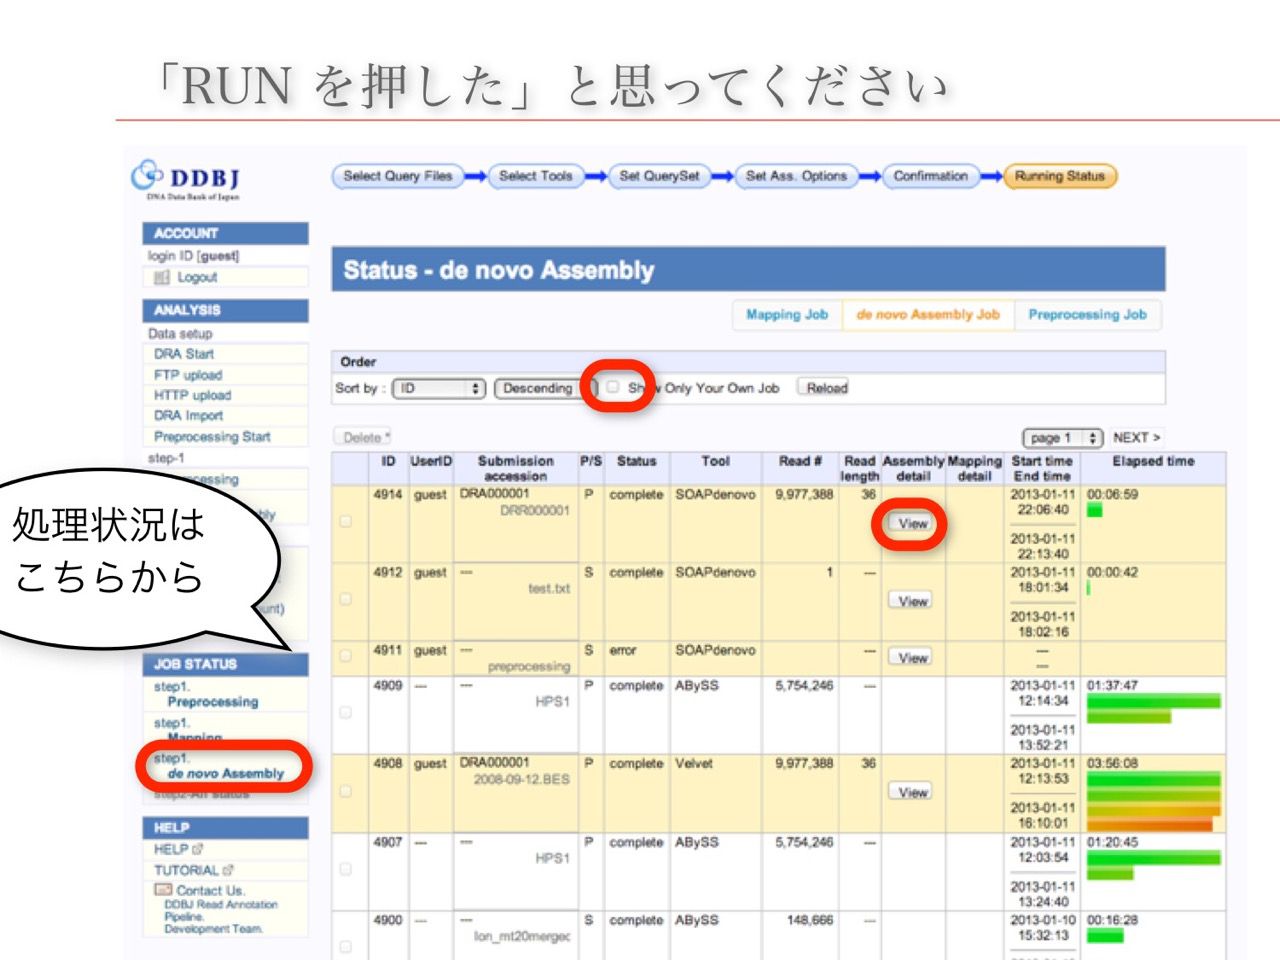 「RUN を押した」と思ってください
DDBJ
DNA Data Bank of Japan
Select Query Files
Select Tools
Set QuerySet
Set Ass. Options
Confirmation
Running Status
ACCOUNT
login ID [guest]
Logout
ANALYSIS
Data setup
DRA Start
FTP upload
HTTP upload
DRA Import
Preprocessing Start
step-1
処理状況は
こちらから
JOB STATUS
step1.
Preprocessing
step1.
Mapping
step1.
de novo Assembly
step2-All status
HELP
HELP
TUTORIAL
Contact Us.
DDBJ Read Annotation
Pipeline.
Development Team.
Status - de novo Assembly
Mapping Job de novo Assembly Job Preprocessing Job
Order
Sort by : ID Descending Show Only Your Own Job Reload
Delete *
page 1 NEXT >
ID UserID Submission accession P/S Status Tool Read # Read length Assembly detail Mapping detail Start time End time Elapsed time
4914 guest DRA000001 P complete SOAPdenovo 9,977,388 36 2013-01-11 00:06:59
DRR000001 View 22:06:40
2013-01-11
22:13:40
4912 guest --- S complete SOAPdenovo 1 --- 2013-01-11 00:00:42
test.txt View 18:01:34
2013-01-11
18:02:16
4911 guest --- S error SOAPdenovo --- View ---
preprocessing ---
4909 --- --- P complete ABySS 5,754,246 --- 2013-01-11 01:37:47
HPS1 12:14:34
2013-01-11
13:52:21
4908 guest DRA000001 P complete Velvet 9,977,388 36 2013-01-11 03:56:08
2008-09-12.BES View 12:13:53
2013-01-11
16:10:01
4907 --- --- P complete ABySS 5,754,246 --- 2013-01-11 01:20:45
HPS1 12:03:54
2013-01-11
13:24:40
4900 --- --- S complete ABySS 148,666 --- 2013-01-10 00:16:28
Ion_mt20mergec 15:32:13